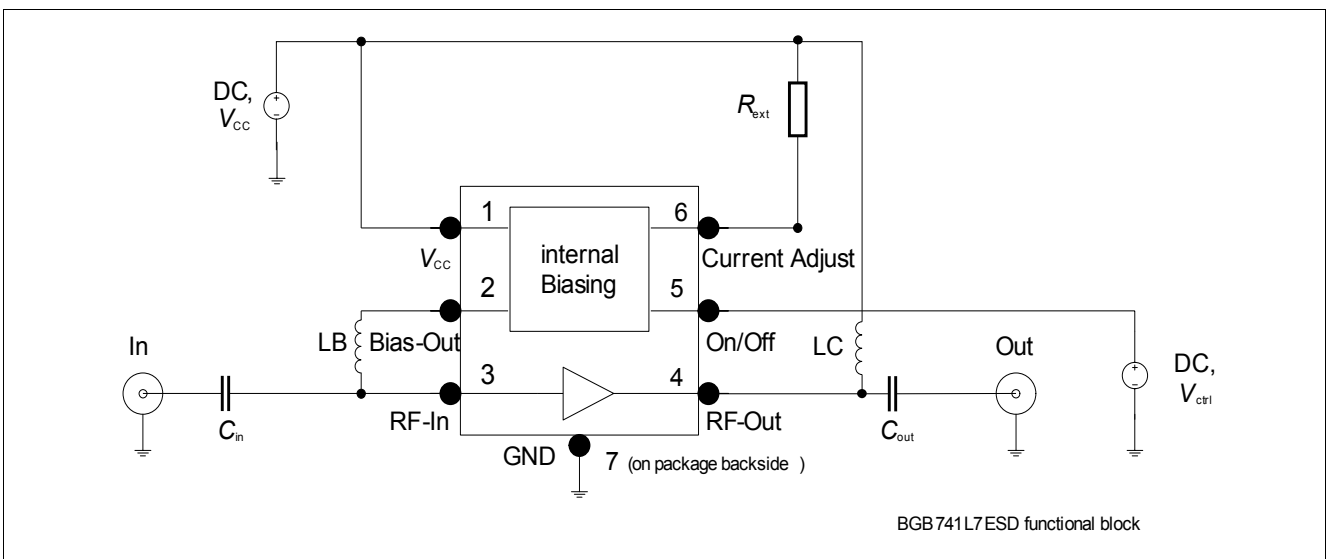 DC,
VCC
Rext
1
6
VCC
internal
Biasing
Current Adjust
2
5
In
LB
Bias-Out
On/Off
LC
Out
DC,
Vctrl
3
4
Cin
RF-In
RF-Out
Cout
GND
7 (on package backside )
BGB741L7ESD functional block